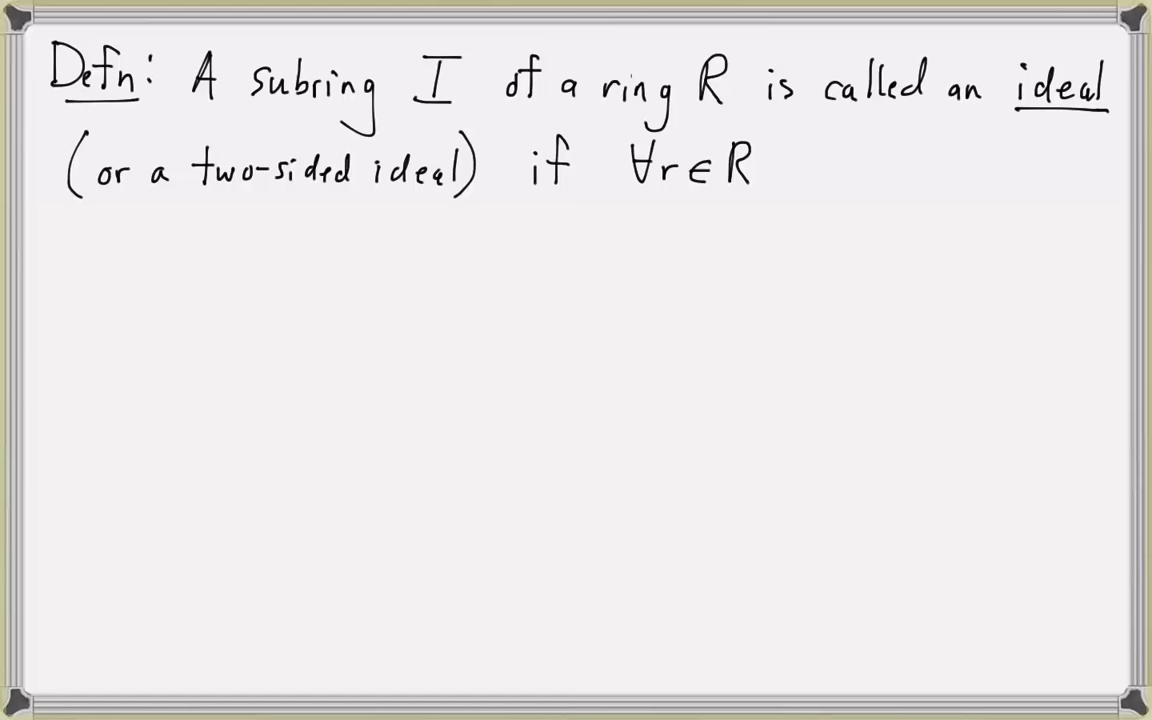 Defn: A subring I of a ring R is called an ideal
(or a two-sided ideal) if ∀r∈R